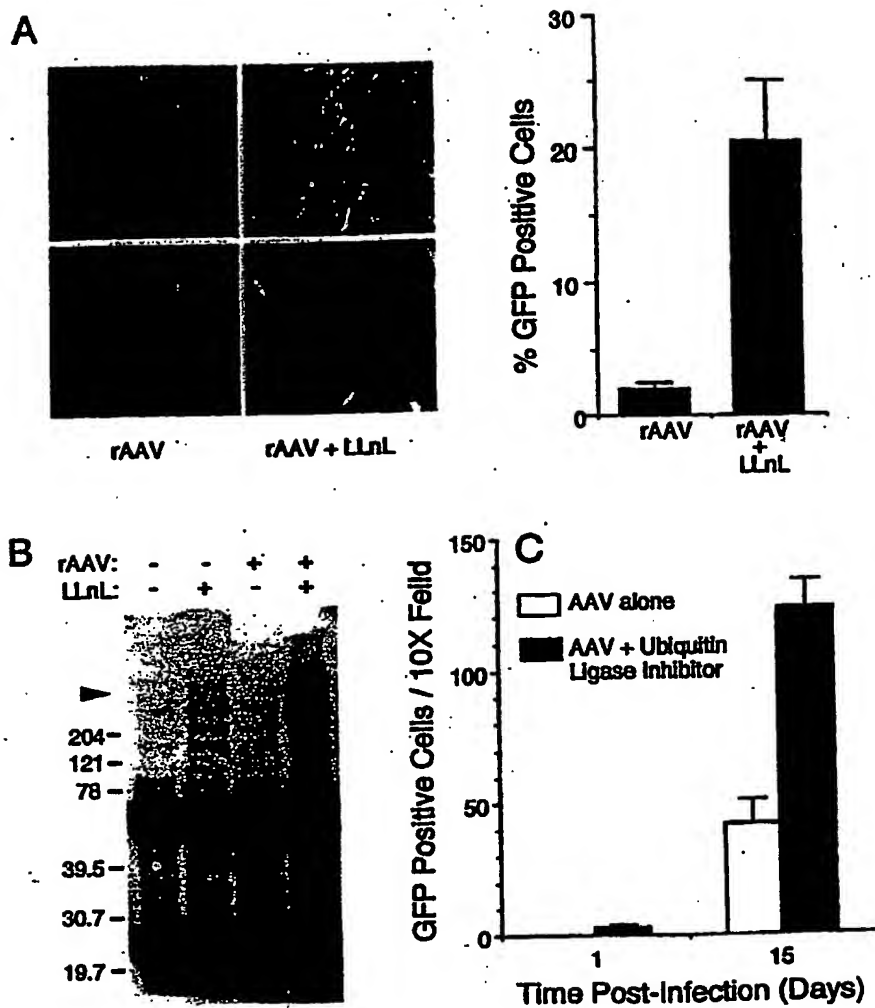 A
rAAV
rAAV + LLnL
% GFP Positive Cells
30
20
10
0
rAAV
rAAV
+
LLnL
B
rAAV: - - + +
LLnL: - + - +
204
121
78
39.5
30.7
19.7
C
GFP Positive Cells / 10X Feild
150
100
50
0
AAV alone
AAV + Ubiquitin
Ligase Inhibitor
1
15
Time Post-Infection (Days)